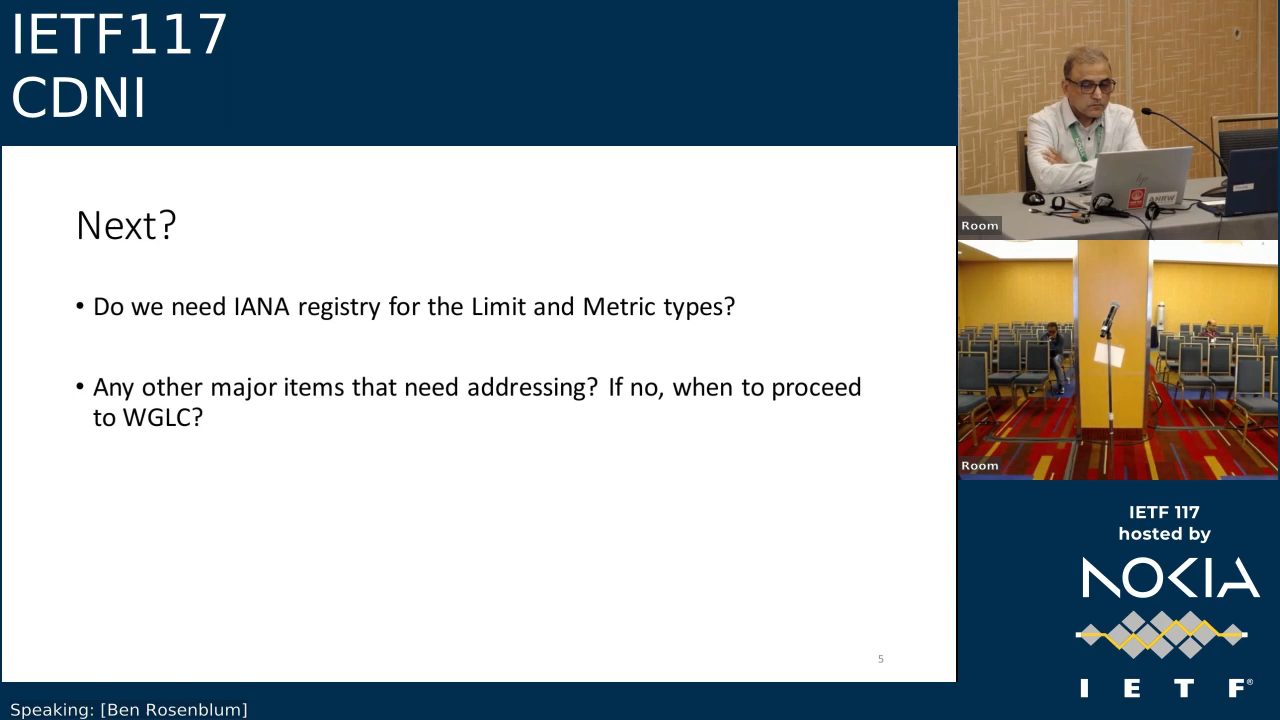 IETF117
CDNI
Next?
• Do we need IANA registry for the Limit and Metric types?
• Any other major items that need addressing? If no, when to proceed
to WGLC?
5
Speaking: [Ben Rosenblum]
Room
Room
IETF 117
hosted by
NOKIA
I E T F®